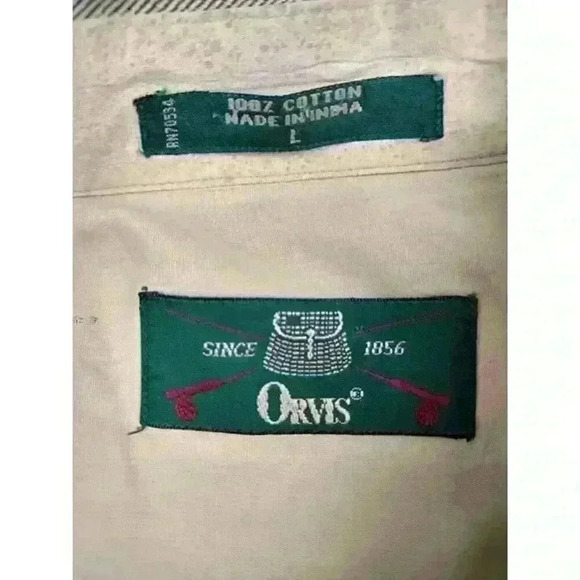 RN70534
100% COTTON
MADE IN INDIA
L
SINCE 1856
ORVIS®